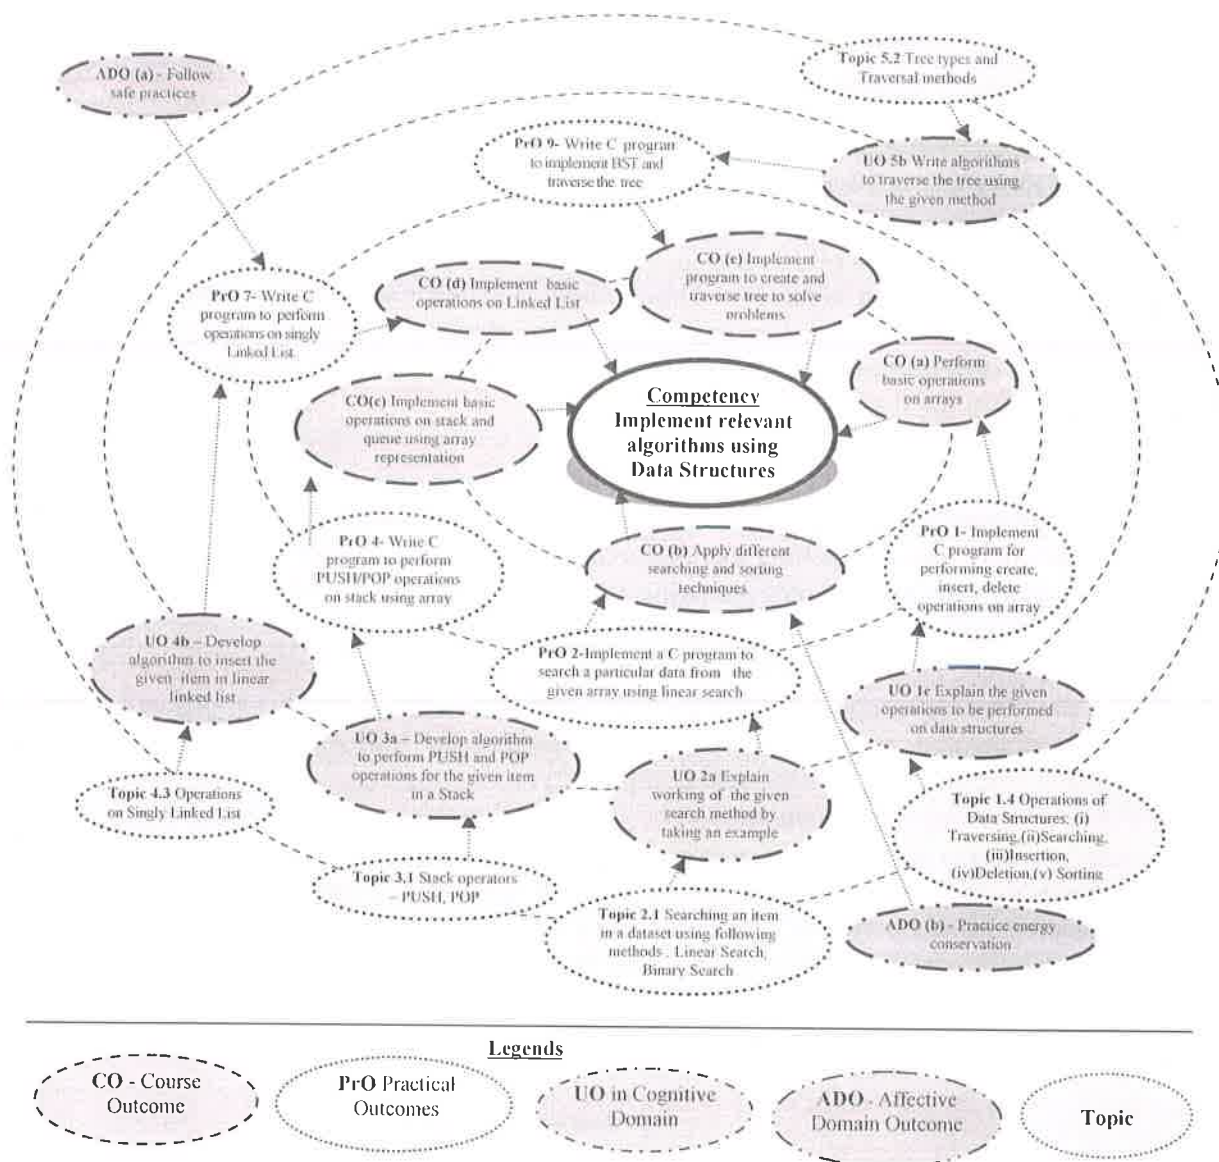 ADO (a) - Follow
safe practices
Topic 5.2 Tree types and
Traversal methods
PrO 9- Write C program
to implement BST and
traverse the tree
UO 5b Write algorithms
to traverse the tree using
the given method
CO (e) Implement
program to create and
traverse tree to solve
problems
CO (d) Implement basic
operations on Linked List
PrO 7- Write C
program to perform
operations on singly
Linked List.
CO (a) Perform
basic operations
on arrays
Competency
Implement relevant
algorithms using
Data Structures
CO(c) Implement basic
operations on stack and
queue using array
representation
PrO 4- Write C
program to perform
PUSH/POP operations
on stack using array
CO (b) Apply different
searching and sorting
techniques
PrO 1- Implement
C program for
performing create,
insert, delete
operations on array
UO 4b – Develop
algorithm to insert the
given item in linear
linked list
PrO 2-Implement a C program to
search a particular data from the
given array using linear search
UO 1c Explain the given
operations to be performed
on data structures
UO 3a – Develop algorithm
to perform PUSH and POP
operations for the given item
in a Stack
UO 2a Explain
working of the given
search method by
taking an example
Topic 4.3 Operations
on Singly Linked List
Topic 1.4 Operations of
Data Structures: (i)
Traversing,(ii)Searching,
(iii)Insertion,
(iv)Deletion,(v) Sorting
Topic 3.1 Stack operators
– PUSH, POP
Topic 2.1 Searching an item
in a dataset using following
methods : Linear Search,
Binary Search
ADO (b) - Practice energy
conservation
Legends
CO - Course
Outcome
PrO Practical
Outcomes
UO in Cognitive
Domain
ADO - Affective
Domain Outcome
Topic